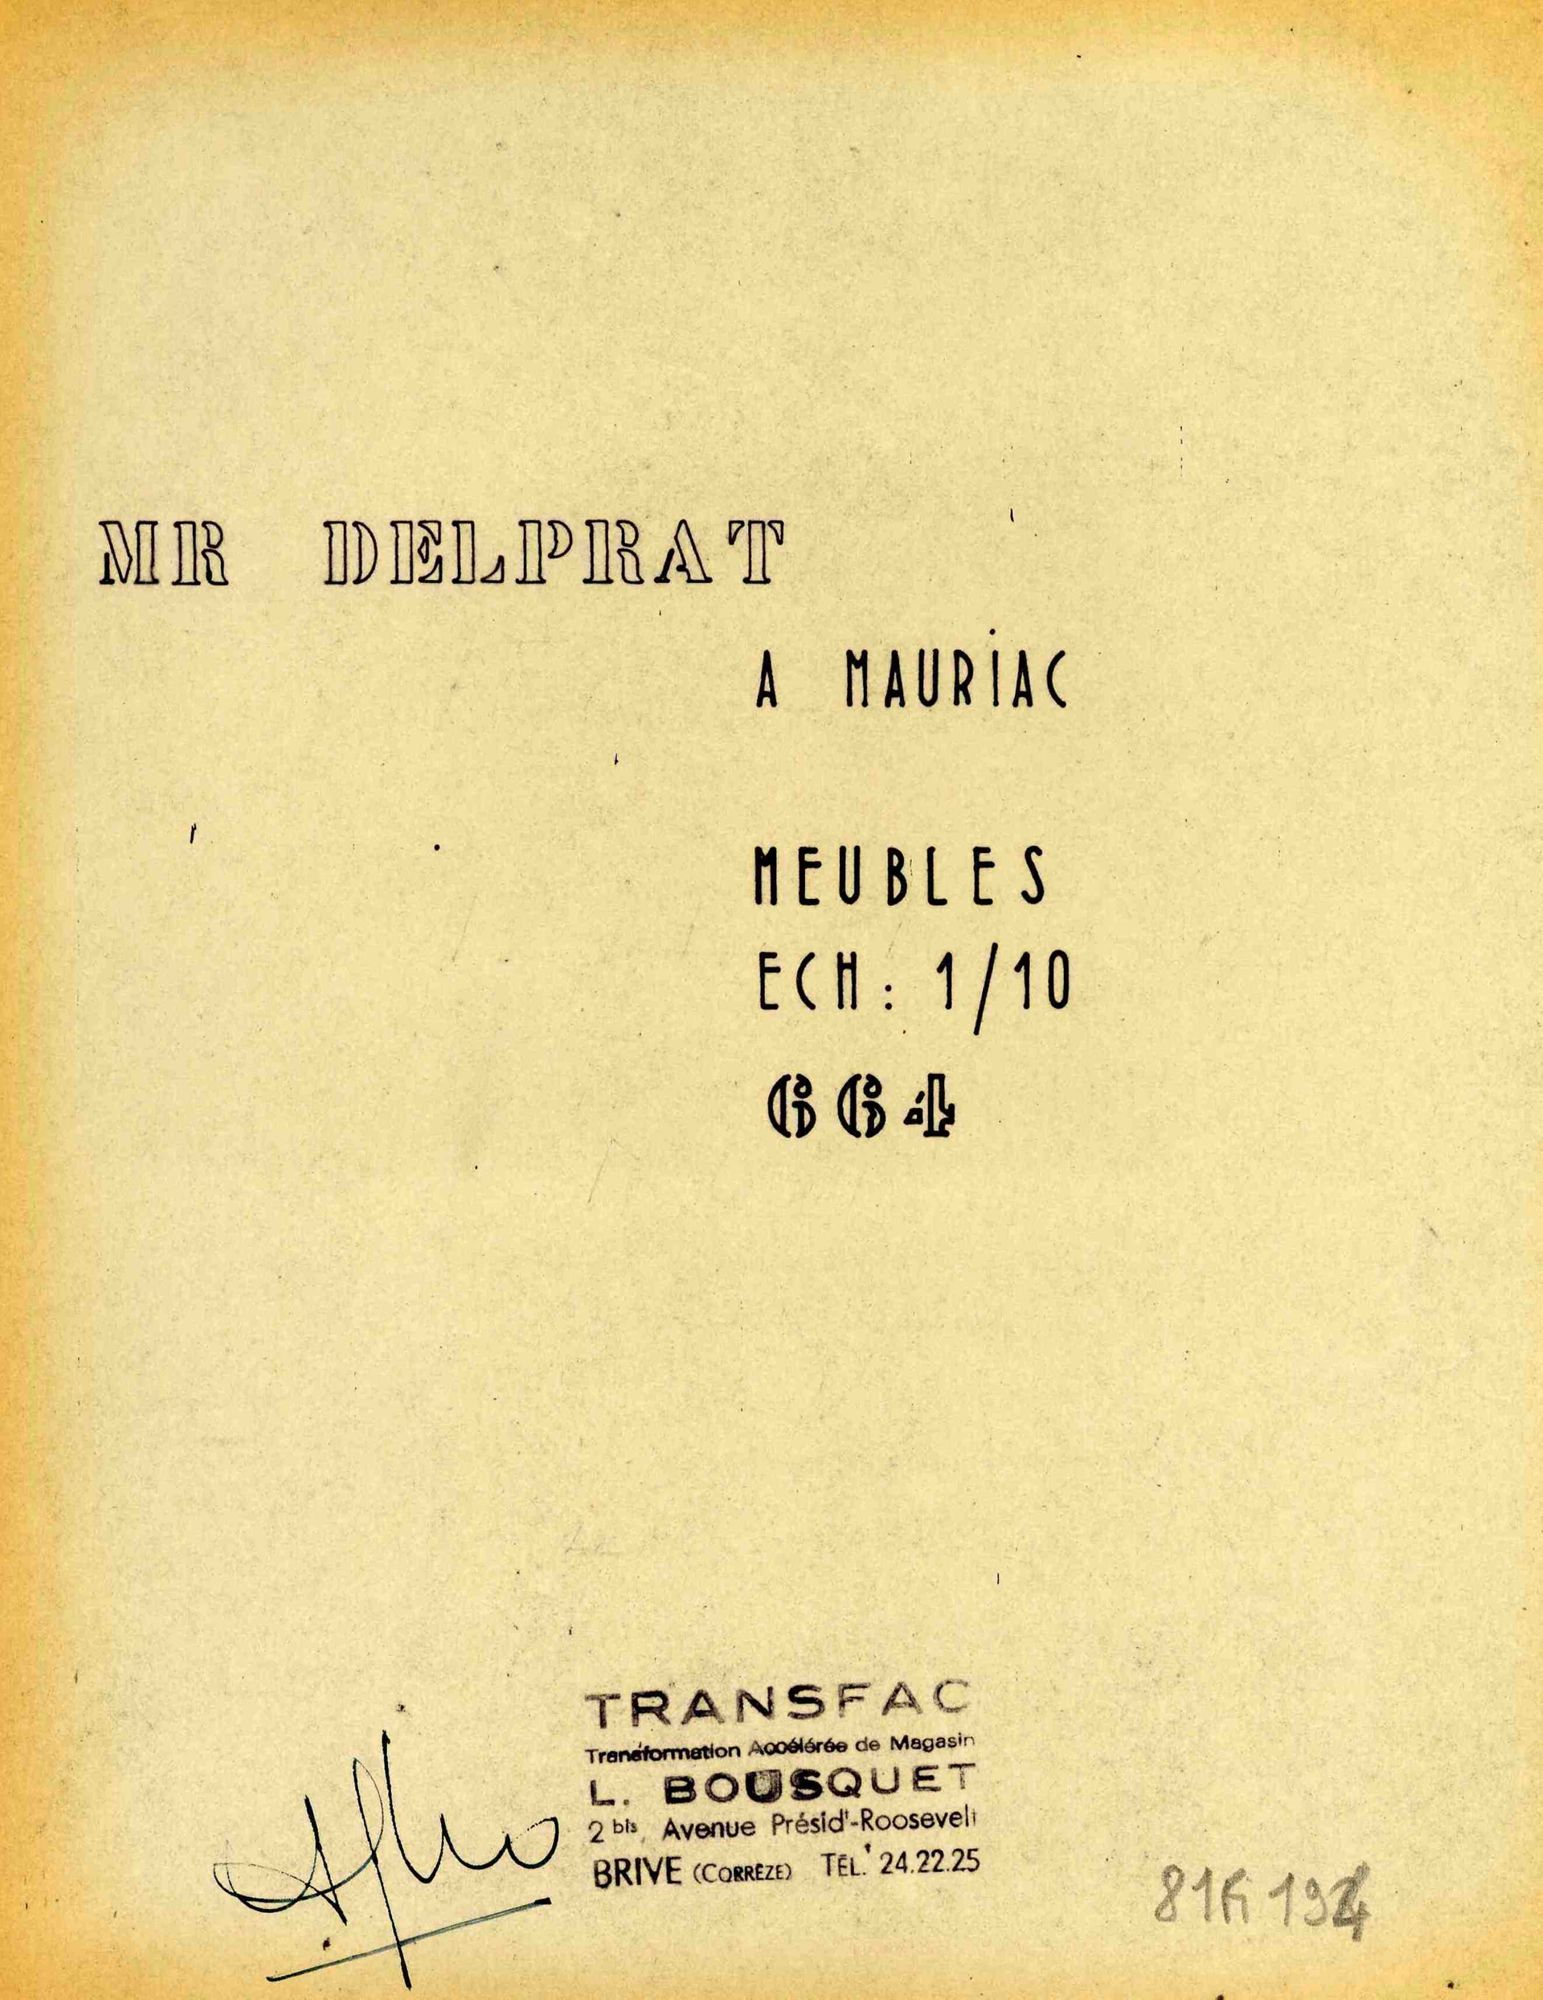 MR DELPRAT
A MAURIAC
MEUBLES
ECH: 1/10
664
TRANSFAC
Transformation Accélérée de Magasin
L. BOUSQUET
2 bis, Avenue Présidt-Roosevelt
BRIVE (CORRÈZE) TÉL. 24.22.25